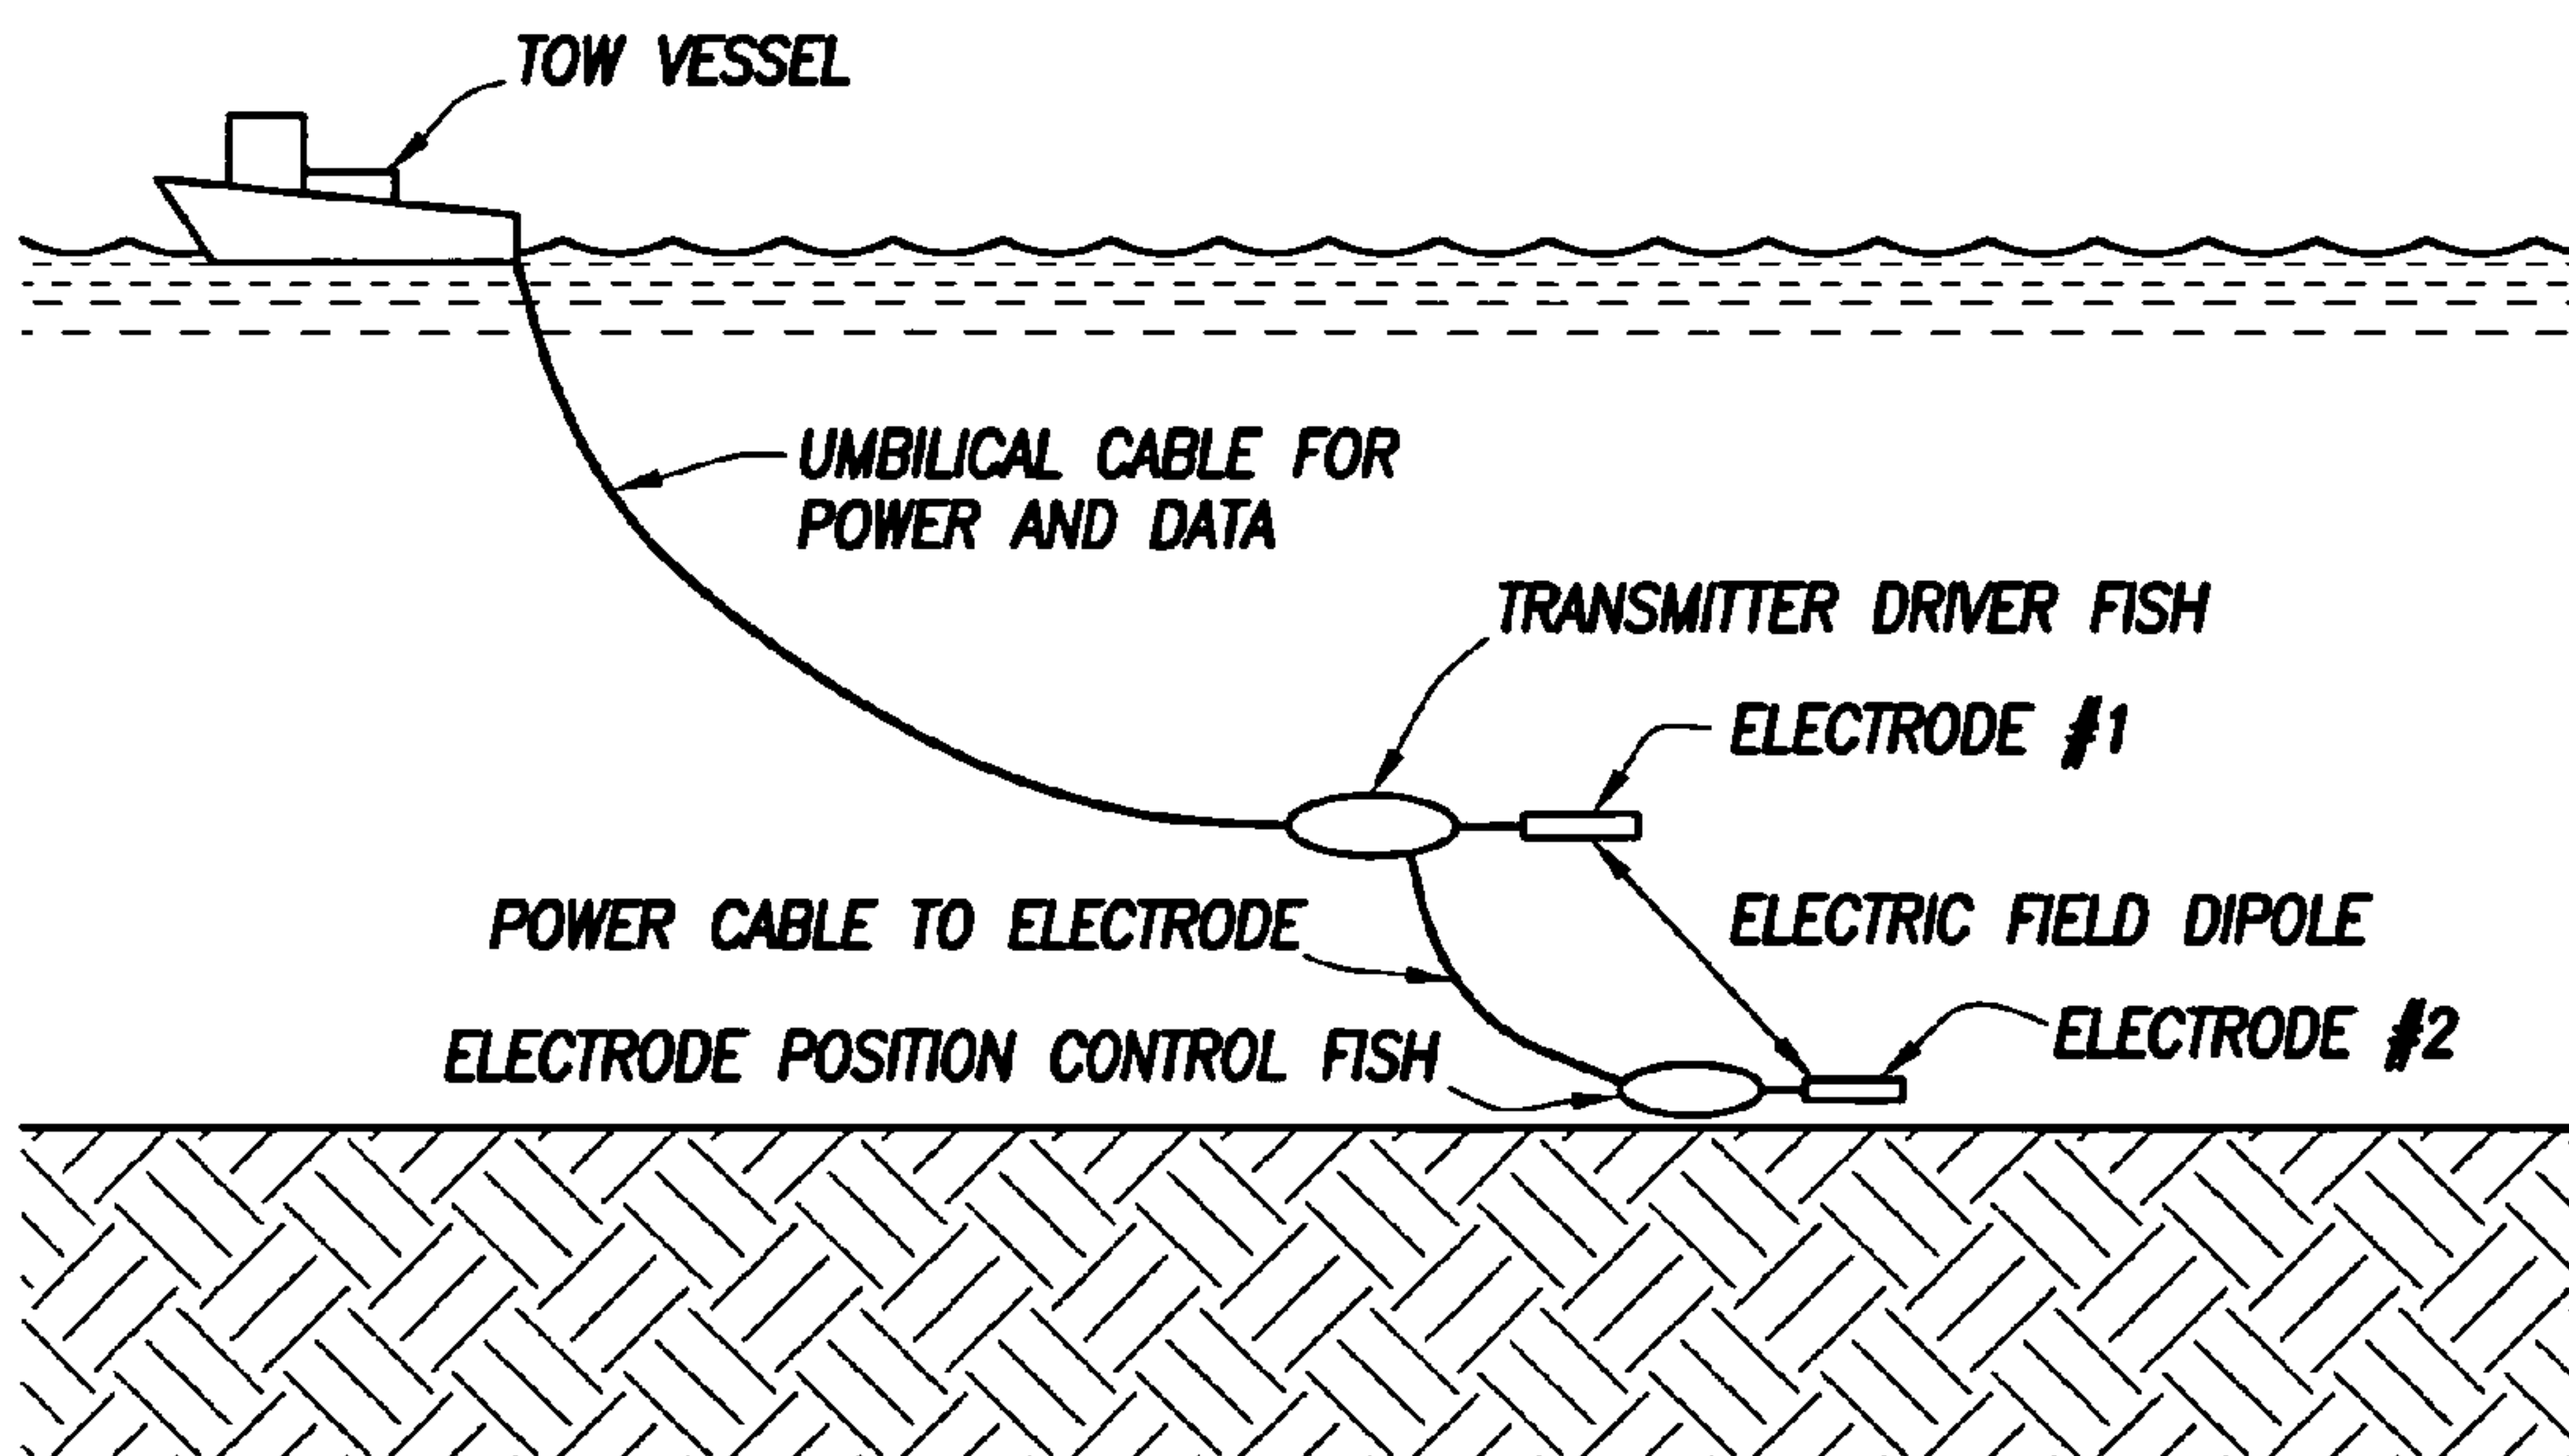 TOW VESSEL
UMBILICAL CABLE FOR
POWER AND DATA
TRANSMITTER DRIVER FISH
ELECTRODE #1
POWER CABLE TO ELECTRODE
ELECTRIC FIELD DIPOLE
ELECTRODE POSITION CONTROL FISH
ELECTRODE #2